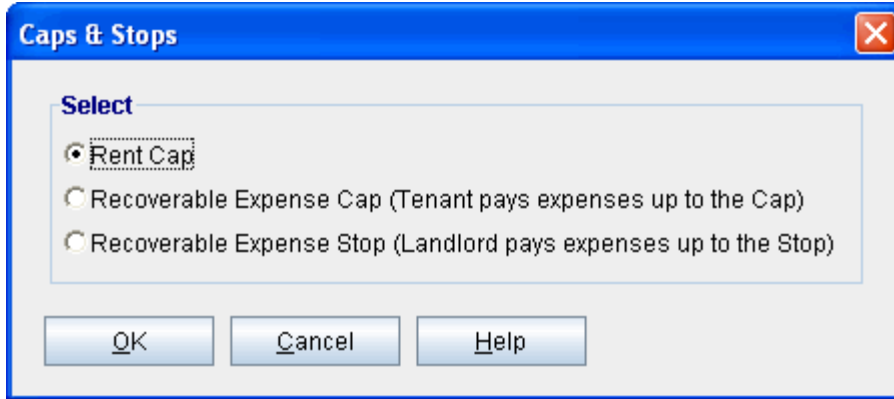 Caps & Stops
Select
Rent Cap
Recoverable Expense Cap (Tenant pays expenses up to the Cap)
Recoverable Expense Stop (Landlord pays expenses up to the Stop)
OK Cancel Help